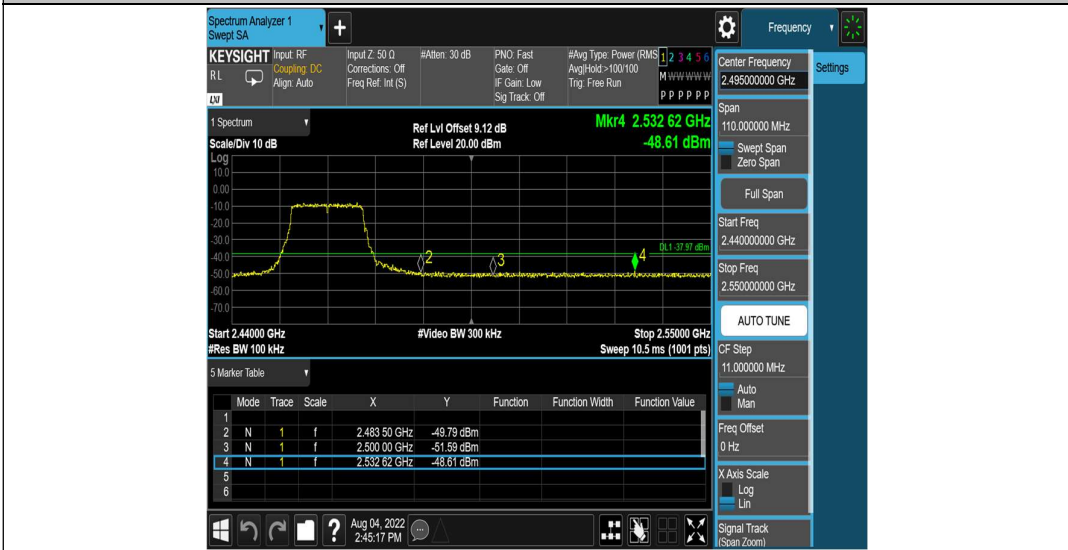 Spectrum Analyzer 1
Swept SA
+
Frequency
KEYSIGHT
RL
LXI
Input: RF
Coupling: DC
Align: Auto
Input Z: 50 Ω
Corrections: Off
Freq Ref: Int (S)
#Atten: 30 dB
PNO: Fast
Gate: Off
IF Gain: Low
Sig Track: Off
#Avg Type: Power (RMS
Avg|Hold:>100/100
Trig: Free Run
1 2 3 4 5 6
M W W W W W
P P P P P P
Center Frequency
2.495000000 GHz
Settings
Span
110.000000 MHz
Swept Span
Zero Span
Full Span
Start Freq
2.440000000 GHz
Stop Freq
2.550000000 GHz
AUTO TUNE
CF Step
11.000000 MHz
Auto
Man
Freq Offset
0 Hz
X Axis Scale
Log
Lin
Signal Track
(Span Zoom)
1 Spectrum
Scale/Div 10 dB
Ref Lvl Offset 9.12 dB
Ref Level 20.00 dBm
Mkr4 2.532 62 GHz
-48.61 dBm
Log
10.0
0.00
-10.0
-20.0
-30.0
-40.0
-50.0
-60.0
-70.0
2
3
4
DL1 -37.97 dBm
Start 2.44000 GHz
#Res BW 100 kHz
#Video BW 300 kHz
Stop 2.55000 GHz
Sweep 10.5 ms (1001 pts)
5 Marker Table
Mode Trace Scale X Y Function Function Width Function Value
1
2 N 1 f 2.483 50 GHz -49.79 dBm
3 N 1 f 2.500 00 GHz -51.59 dBm
4 N 1 f 2.532 62 GHz -48.61 dBm
5
6
?
Aug 04, 2022
2:45:17 PM